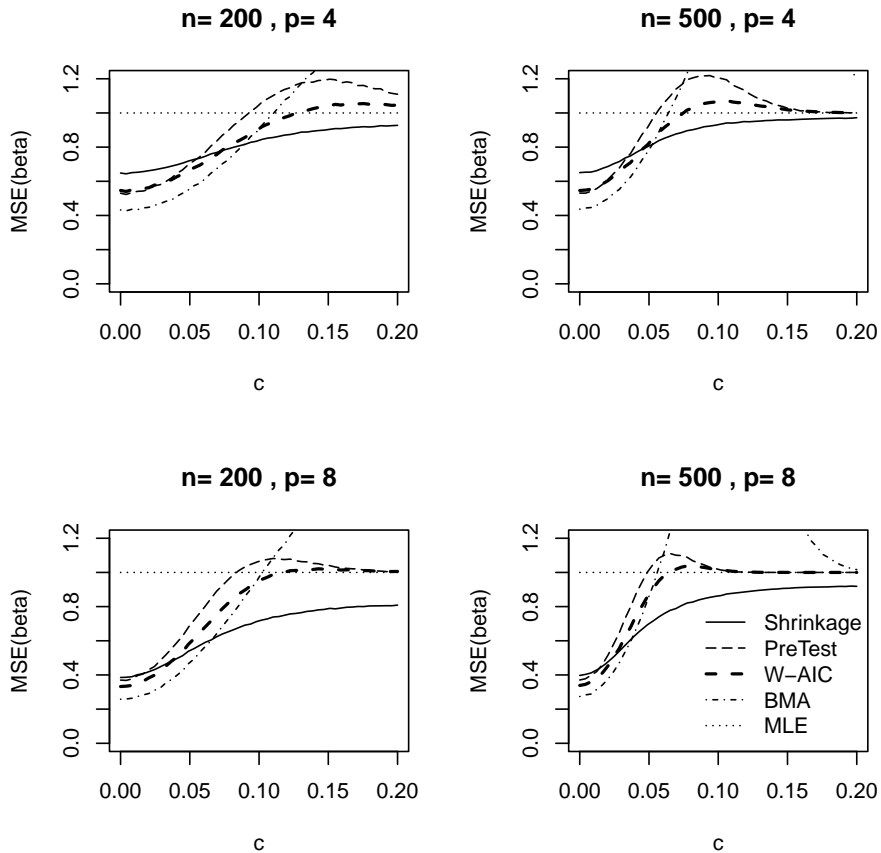 n= 200 , p= 4
MSE(beta)
0.0 0.4 0.8 1.2
0.00 0.05 0.10 0.15 0.20
c
n= 500 , p= 4
MSE(beta)
0.0 0.4 0.8 1.2
0.00 0.05 0.10 0.15 0.20
c
n= 200 , p= 8
MSE(beta)
0.0 0.4 0.8 1.2
0.00 0.05 0.10 0.15 0.20
c
n= 500 , p= 8
MSE(beta)
0.0 0.4 0.8 1.2
Shrinkage
PreTest
W−AIC
BMA
MLE
0.00 0.05 0.10 0.15 0.20
c